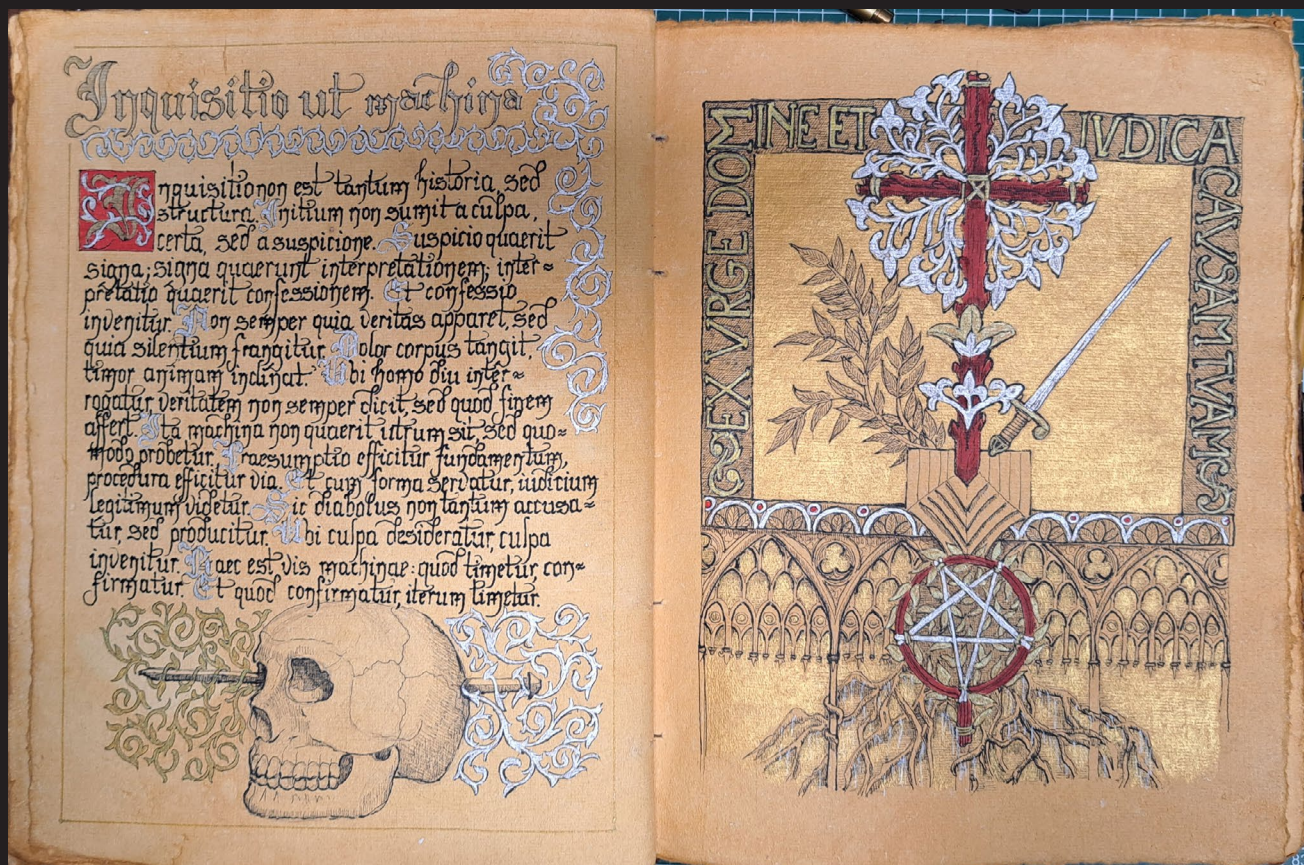 Inquisitio ut machina
Inquisitio non est tantum historia, sed
structura. Initium non sumit a culpa,
certa, sed a suspicione. Suspicio quaerit
signa; signa quaerunt interpretationem; inter=
pretatio quaerit confessionem. Et confessio
invenitur. Non semper quia veritas apparet, sed
quia silentium frangitur. Dolor corpus tangit,
timor animam inclinat. Ubi homo diu inter=
rogatur, veritatem non semper dicit, sed quod finem
affert. Ita machina non quaerit utrum sit, sed quo=
modo probetur. Praesumptio efficitur fundamentum,
procedura efficitur via. Et cum forma servatur, iudicium
legitimum videtur. Sic diabolus non tantum accusa=
tur, sed producitur. Ubi culpa desideratur, culpa
invenitur. Haec est vis machinae: quod timetur con=
firmatur. Et quod confirmatur, iterum timetur.
EX VRGE DOMINE ET IVDICA CAVSAM TVAM